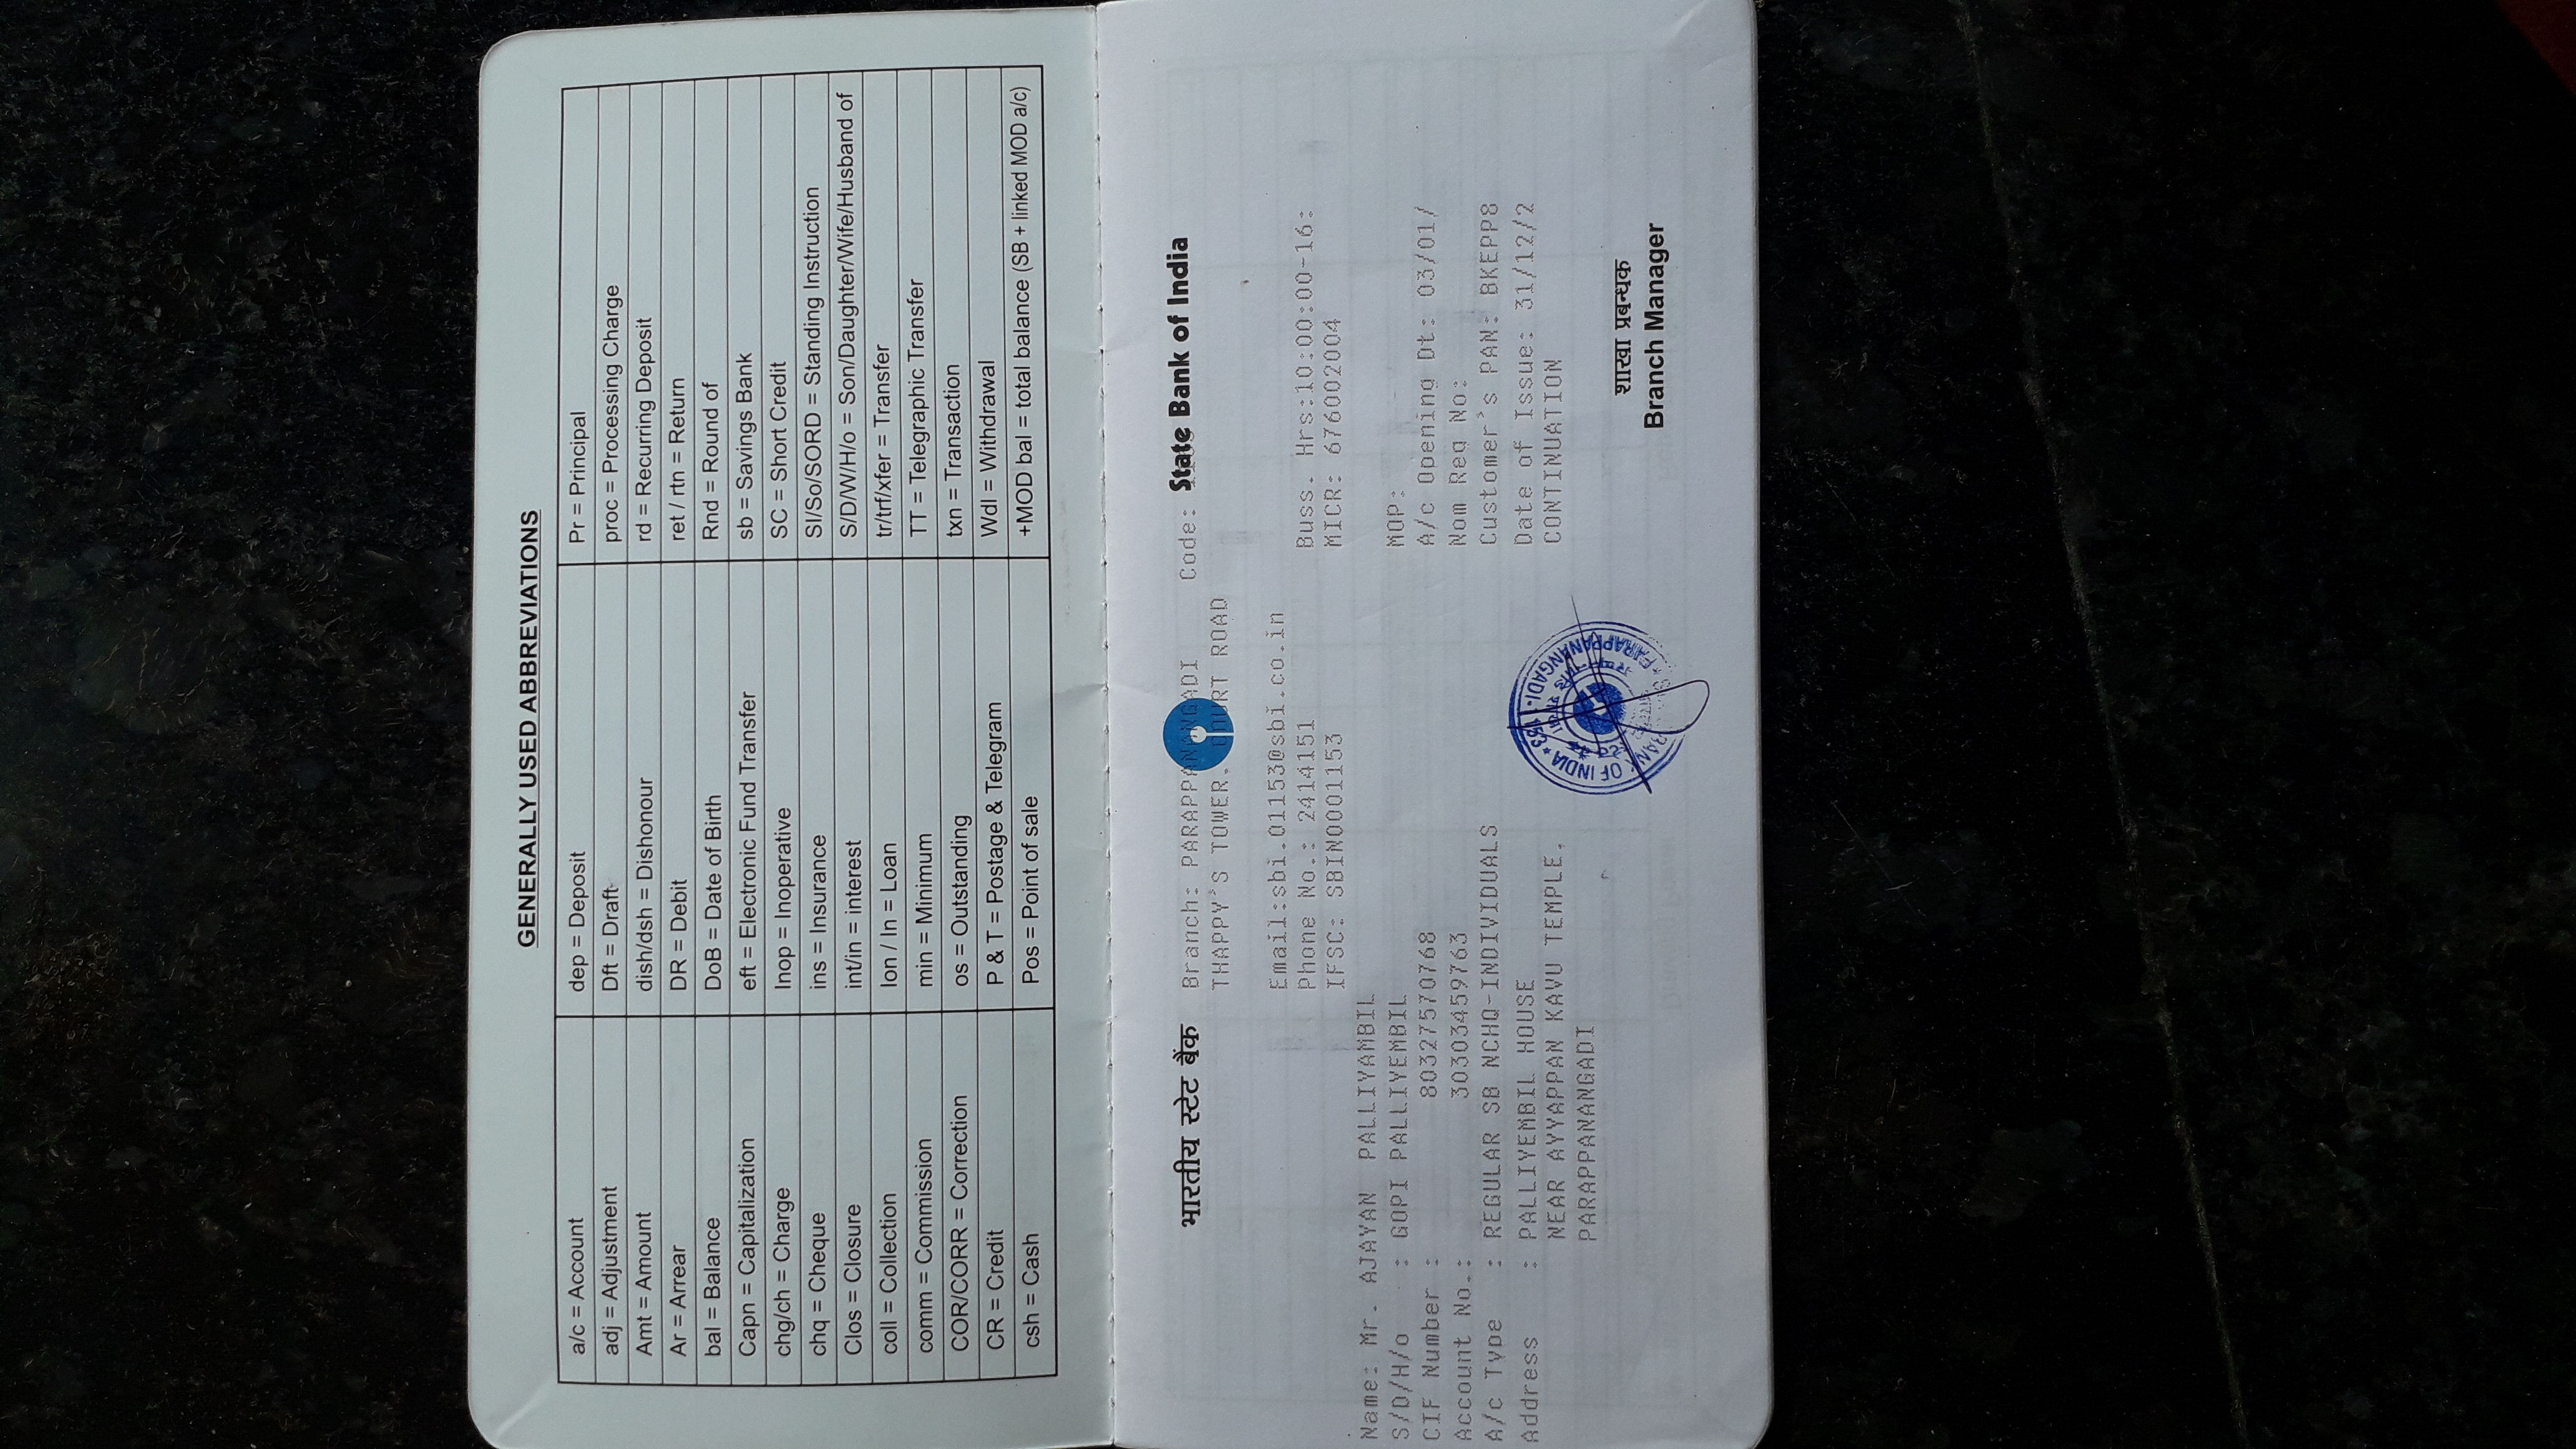 GENERALLY USED ABBREVIATIONS
a/c = Account dep = Deposit Pr = Principal
adj = Adjustment Dft = Draft proc = Processing Charge
Amt = Amount dish/dsh = Dishonour rd = Recurring Deposit
Ar = Arrear DR = Debit ret / rtn = Return
bal = Balance DoB = Date of Birth Rnd = Round of
Capn = Capitalization eft = Electronic Fund Transfer sb = Savings Bank
chg/ch = Charge Inop = Inoperative SC = Short Credit
chq = Cheque ins = Insurance SI/So/SORD = Standing Instruction
Clos = Closure int/in = interest S/D/W/H/o = Son/Daughter/Wife/Husband of
coll = Collection lon / ln = Loan tr/trf/xfer = Transfer
comm = Commission min = Minimum TT = Telegraphic Transfer
COR/CORR = Correction os = Outstanding txn = Transaction
CR = Credit P & T = Postage & Telegram Wdl = Withdrawal
csh = Cash Pos = Point of sale +MOD bal = total balance (SB + linked MOD a/c)
भारतीय स्टेट बैंक Branch: PARAPPANANGADI Code: State Bank of India
THAPPY'S TOWER, COURT ROAD
Email:sbi.01153@sbi.co.in
Phone No.: 2414151 Buss. Hrs:10:00:00-16:
IFSC: SBIN0001153 MICR: 676002004
Name: Mr. AJAYAN PALLIYAMBIL
S/D/H/o : GOPI PALLIYEMBIL MOP:
CIF Number : 80327570768 A/c Opening Dt: 03/01/
Account No.: 30303459763 Nom Reg No:
A/c Type : REGULAR SB NCHQ-INDIVIDUALS Customer's PAN: BKEPP8
Address : PALLIYEMBIL HOUSE Date of Issue: 31/12/2
NEAR AYYAPPAN KAVU TEMPLE, CONTINUATION
PARAPPANANGADI
BANK OF INDIA * PARAPPANANGADI-1153 *
शाखा प्रबन्धक
Branch Manager